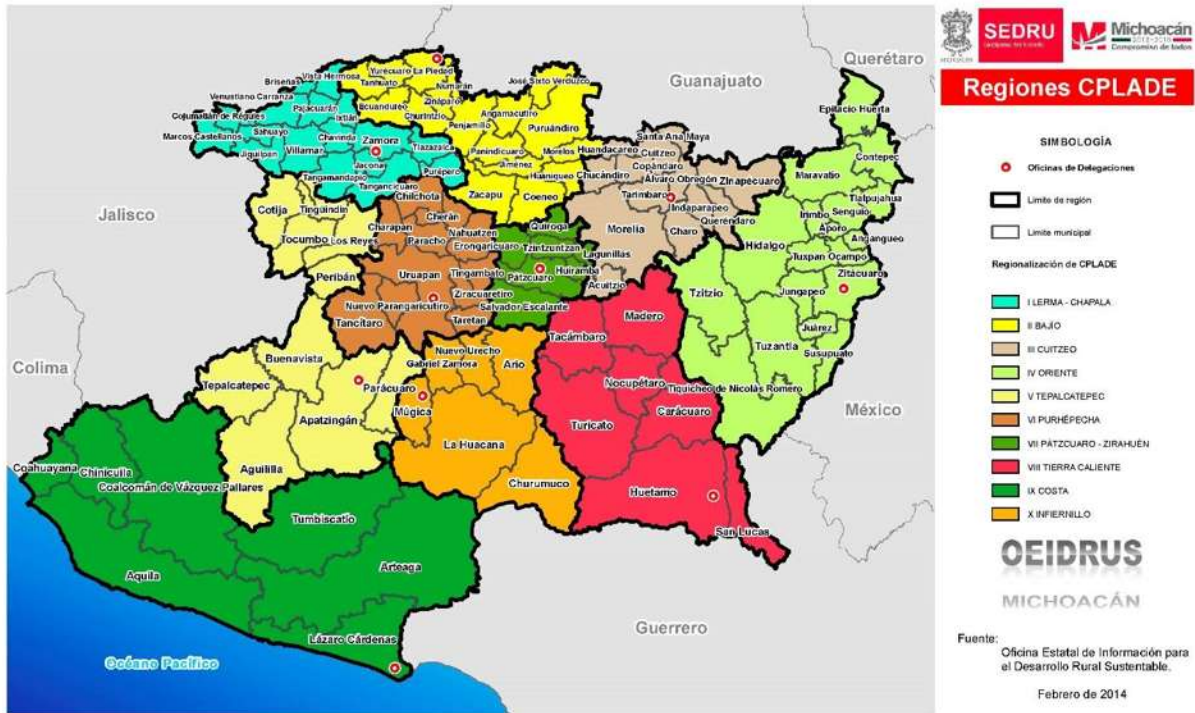 Querétaro
Guanajuato
Jalisco
Colima
México
Guerrero
Océano Pacífico
Yurécuaro
La Piedad
Vista Hermosa
Tanhuato
Numarán
Briseñas
José Sixto Verduzco
Venustiano Carranza
Ecuandureo
Zináparo
Angamacutiro
Pajacuarán
Ixtlán
Churintzio
Penjamillo
Puruándiro
Cojumatlán de Régules
Marcos Castellanos
Sahuayo
Chavinda
Zamora
Jiquilpan
Villamar
Jacona
Tlazazalca
Panindícuaro
Morelos
Jiménez
Huaniqueo
Tangamandapio
Purépero
Tangancícuaro
Zacapu
Coeneo
Epitacio Huerta
Santa Ana Maya
Huandacareo
Cuitzeo
Copándaro
Chucándiro
Álvaro Obregón
Zinapécuaro
Tarímbaro
Indaparapeo
Queréndaro
Charo
Morelia
Lagunillas
Acuitzio
Contepec
Maravatío
Tlalpujahua
Senguio
Irimbo
Aporo
Angangueo
Hidalgo
Tuxpan
Ocampo
Zitácuaro
Jungapeo
Tzitzio
Juárez
Susupuato
Tuzantla
Tiquicheo de Nicolás Romero
Cotija
Tingüindín
Tocumbo
Los Reyes
Peribán
Chilchota
Charapan
Cherán
Nahuatzen
Paracho
Erongarícuaro
Quiroga
Tzintzuntzan
Uruapan
Tingambato
Pátzcuaro
Huiramba
Nuevo Parangaricutiro
Ziracuaretiro
Salvador Escalante
Tancítaro
Taretan
Buenavista
Tepalcatepec
Parácuaro
Apatzingán
Aguililla
Nuevo Urecho
Gabriel Zamora
Ario
Múgica
La Huacana
Churumuco
Tacámbaro
Madero
Nocupétaro
Carácuaro
Turicato
Huetamo
San Lucas
Coahuayana
Chinicuila
Coalcomán de Vázquez Pallares
Tumbiscatío
Aquila
Arteaga
Lázaro Cárdenas
SEDRU
Michoacán
Compromiso de todos
Regiones CPLADE
SIMBOLOGÍA
Oficinas de Delegaciones
Limite de región
Limite municipal
Regionalización de CPLADE
I LERMA - CHAPALA
II BAJÍO
III CUITZEO
IV ORIENTE
V TEPALCATEPEC
VI PURHÉPECHA
VII PÁTZCUARO - ZIRAHUÉN
VIII TIERRA CALIENTE
IX COSTA
X INFIERNILLO
OEIDRUS
MICHOACÁN
Fuente:
Oficina Estatal de Información para
el Desarrollo Rural Sustentable.
Febrero de 2014